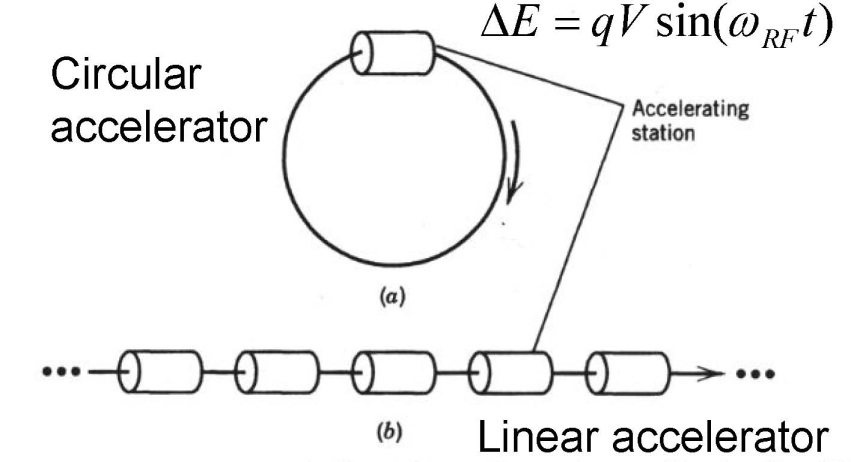 ΔE = qV sin(ω_RF t)
Circular
accelerator
Accelerating
station
(a)
(b)
Linear accelerator